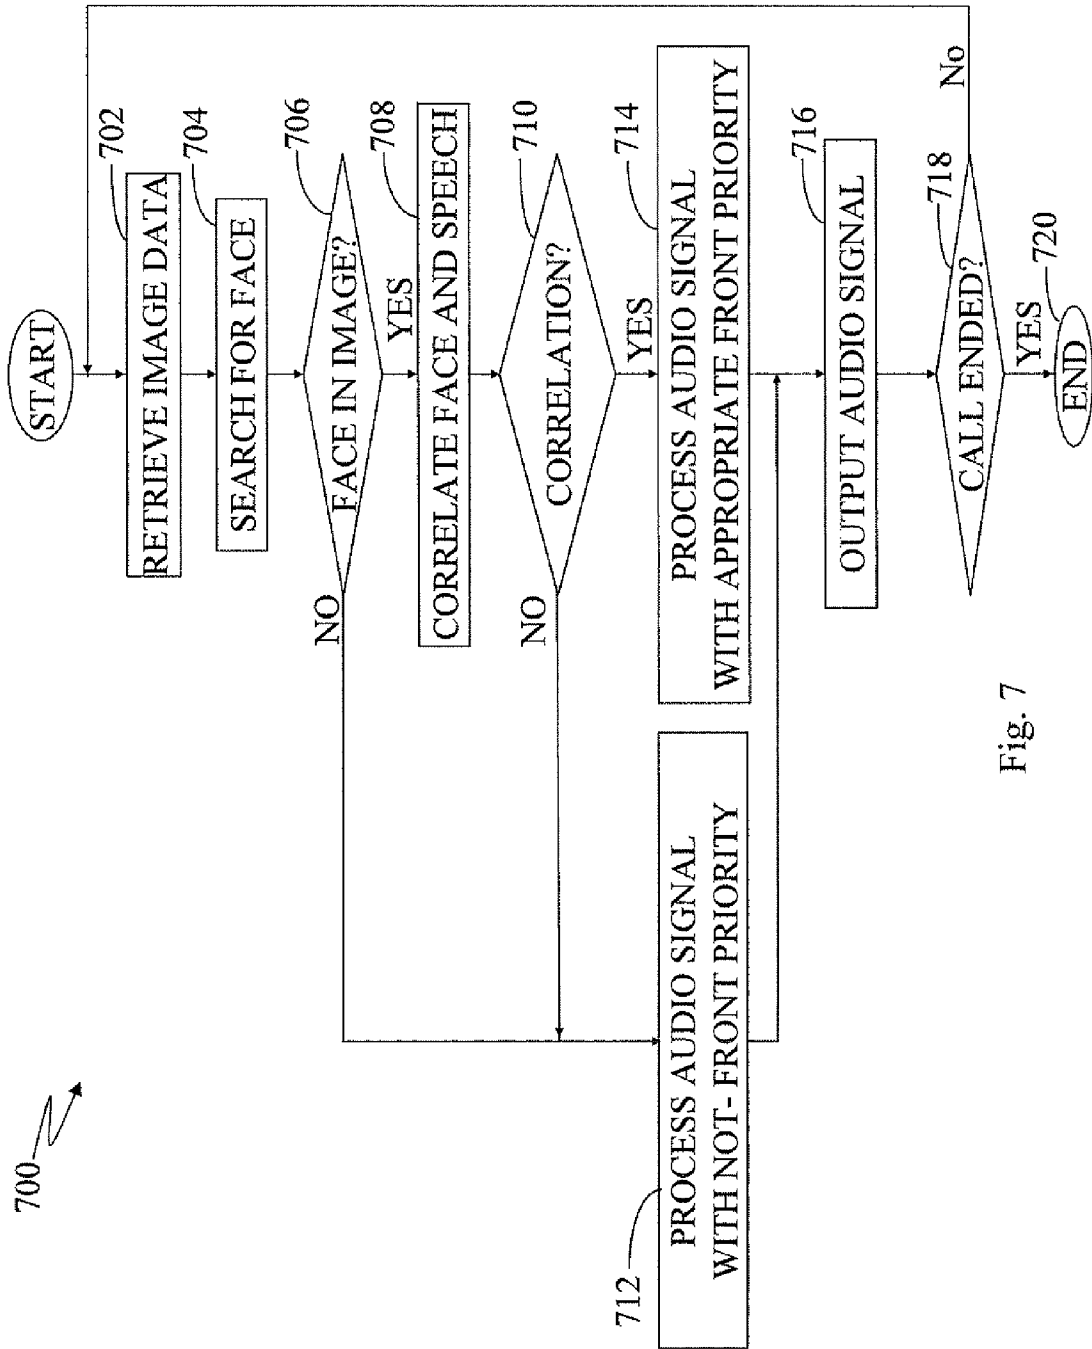 700
START
702
RETRIEVE IMAGE DATA
704
SEARCH FOR FACE
706
FACE IN IMAGE?
NO
YES
708
CORRELATE FACE AND SPEECH
710
CORRELATION?
NO
YES
712
PROCESS AUDIO SIGNAL
WITH NOT- FRONT PRIORITY
714
PROCESS AUDIO SIGNAL
WITH APPROPRIATE FRONT PRIORITY
716
OUTPUT AUDIO SIGNAL
718
CALL ENDED?
No
YES
720
END
Fig. 7